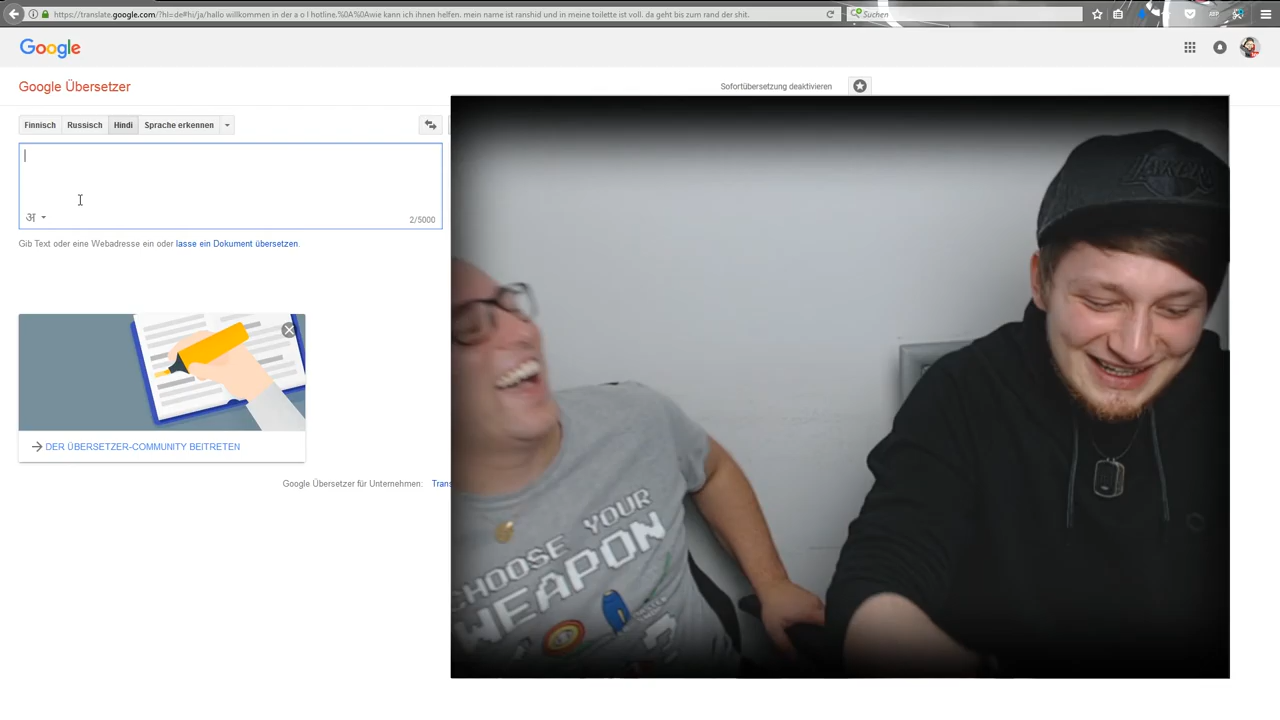 https://translate.google.com/?hl=de#hi/ja/hallo willkommen in der a o l hotline.%0A%0Awie kann ich ihnen helfen. mein name ist ranshid und in meine toilette ist voll. da geht bis zum rand der shit.
Suchen
Google
Google Übersetzer
Sofortübersetzung deaktivieren
Finnisch Russisch Hindi Sprache erkennen
अ
2/5000
Gib Text oder eine Webadresse ein oder lasse ein Dokument übersetzen.
DER ÜBERSETZER-COMMUNITY BEITRETEN
Google Übersetzer für Unternehmen: Trans
LAKERS
CHOOSE YOUR
WEAPON
?